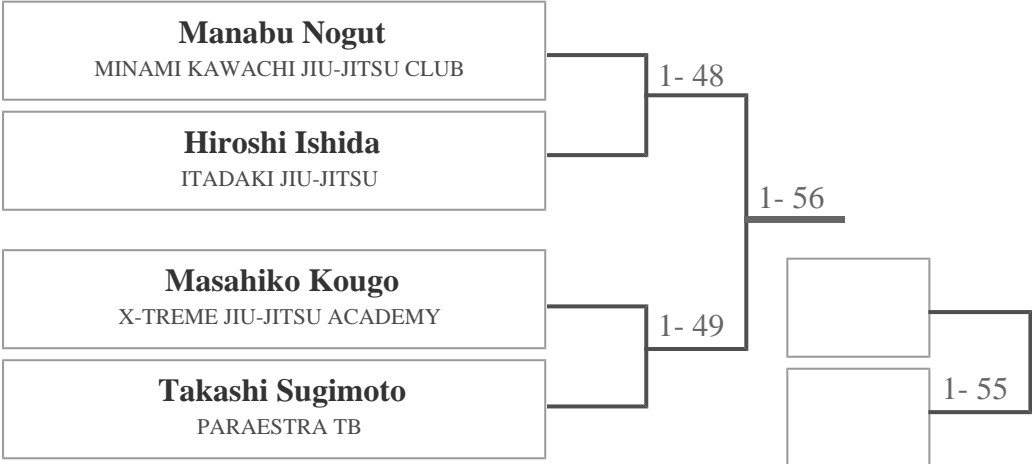 Manabu Nogut
MINAMI KAWACHI JIU-JITSU CLUB
1- 48
Hiroshi Ishida
ITADAKI JIU-JITSU
1- 56
Masahiko Kougo
X-TREME JIU-JITSU ACADEMY
1- 49
Takashi Sugimoto
PARAESTRA TB
1- 55